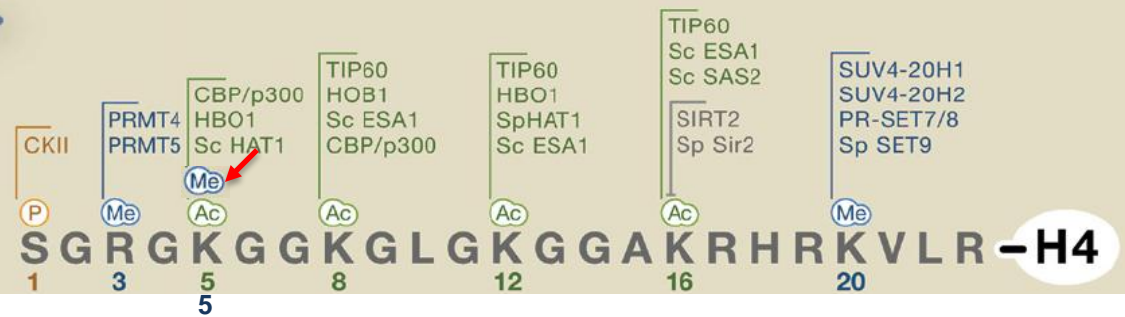 TIP60
Sc ESA1
Sc SAS2
TIP60
HOB1
Sc ESA1
CBP/p300
TIP60
HBO1
SpHAT1
Sc ESA1
SUV4-20H1
SUV4-20H2
PR-SET7/8
Sp SET9
CBP/p300
HBO1
Sc HAT1
PRMT4
PRMT5
SIRT2
Sp Sir2
CKII
Me
P Me Ac Ac Ac Ac Me
S G R G K G G K G L G K G G A K R H R K V L R - H4
1 3 5 8 12 16 20
5